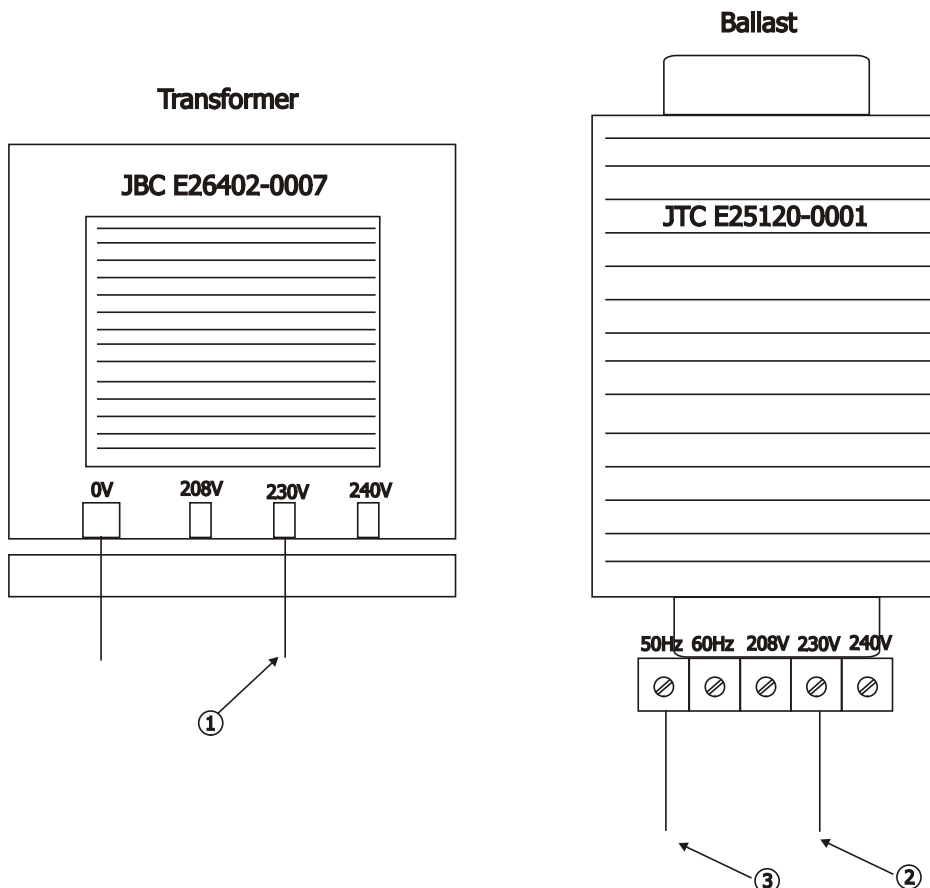 Ballast
Transformer
JBC E26402-0007
JTC E25120-0001
0V 208V 230V 240V
50Hz 60Hz 208V 230V 240V
1
3
2